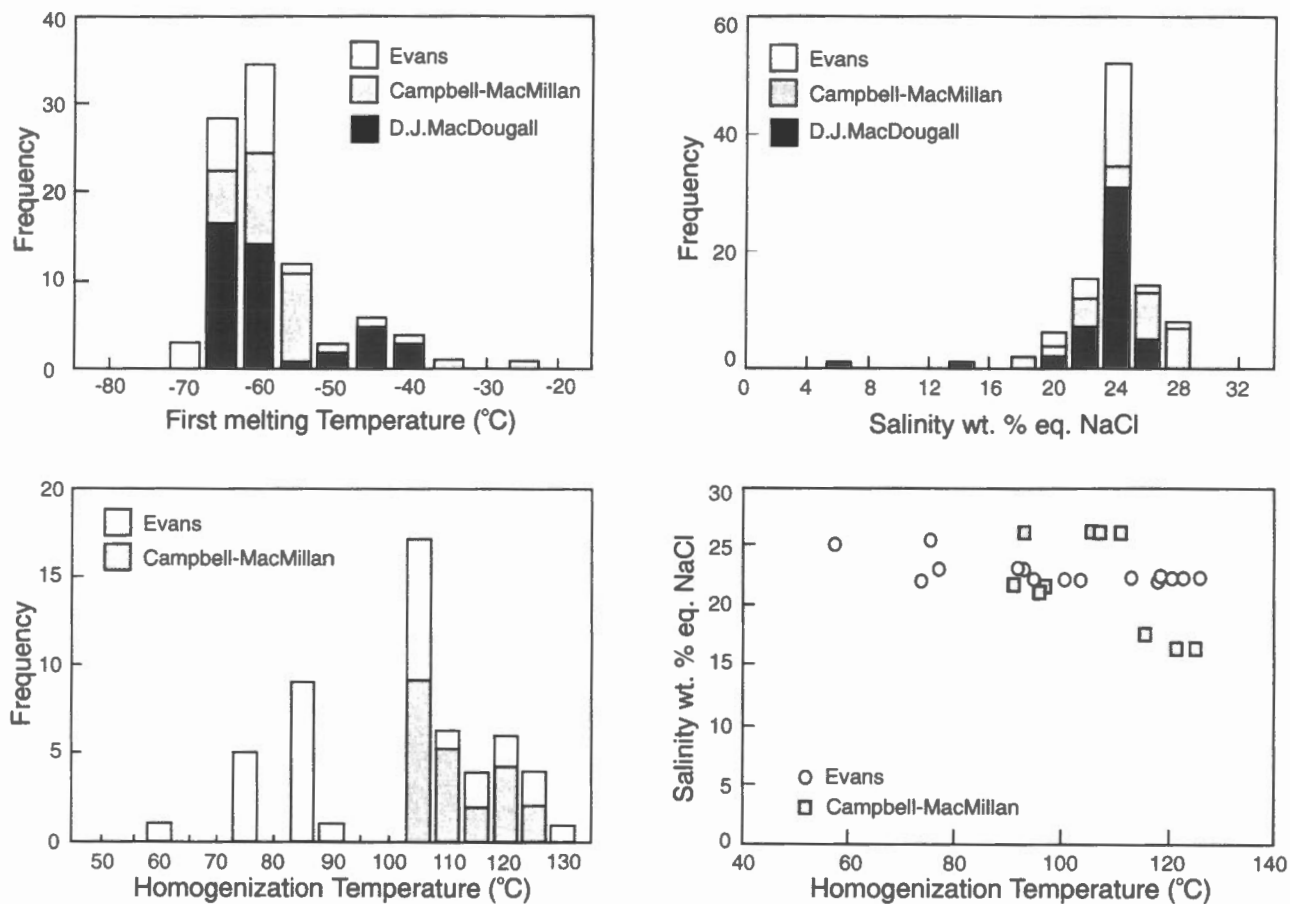 40
30
20
10
0
Frequency
Evans
Campbell-MacMillan
D.J.MacDougall
-80 -70 -60 -50 -40 -30 -20
First melting Temperature (°C)
60
40
20
0
Frequency
Evans
Campbell-MacMillan
D.J.MacDougall
0 4 8 12 16 20 24 28 32
Salinity wt. % eq. NaCl
20
15
10
5
0
Frequency
Evans
Campbell-MacMillan
50 60 70 80 90 100 110 120 130
Homogenization Temperature (°C)
30
25
20
15
10
5
0
Salinity wt. % eq. NaCl
Evans
Campbell-MacMillan
40 60 80 100 120 140
Homogenization Temperature (°C)